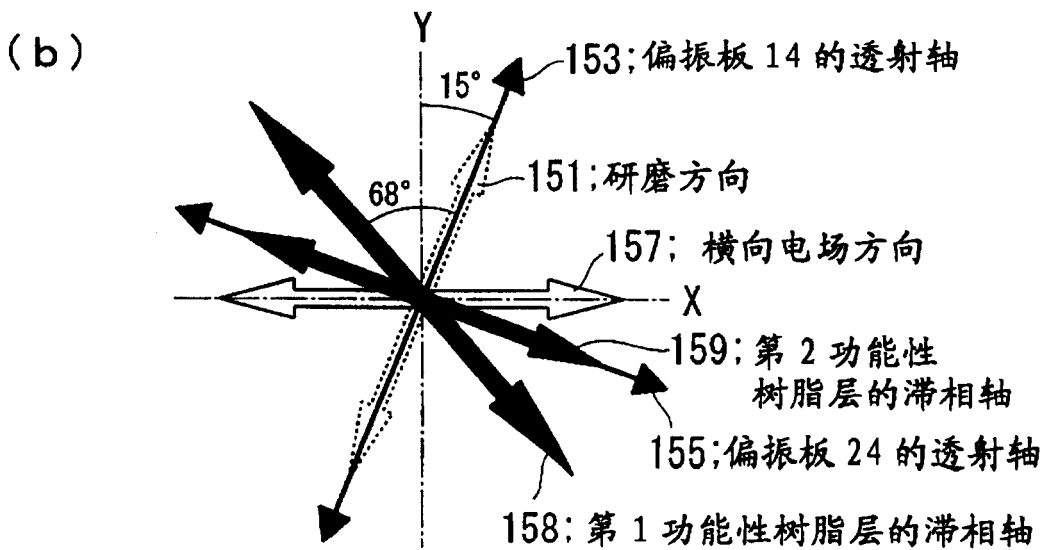 (b)
Y
15°
153;偏振板 14 的透射轴
68°
151;研磨方向
157; 横向电场方向
X
159;第 2 功能性
树脂层的滞相轴
155;偏振板 24 的透射轴
158;第 1 功能性树脂层的滞相轴